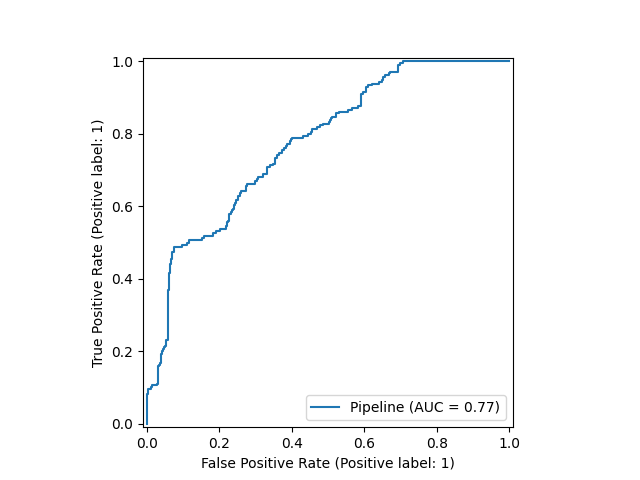 1.0
0.8
0.6
0.4
0.2
0.0
True Positive Rate (Positive label: 1)
Pipeline (AUC = 0.77)
0.0 0.2 0.4 0.6 0.8 1.0
False Positive Rate (Positive label: 1)